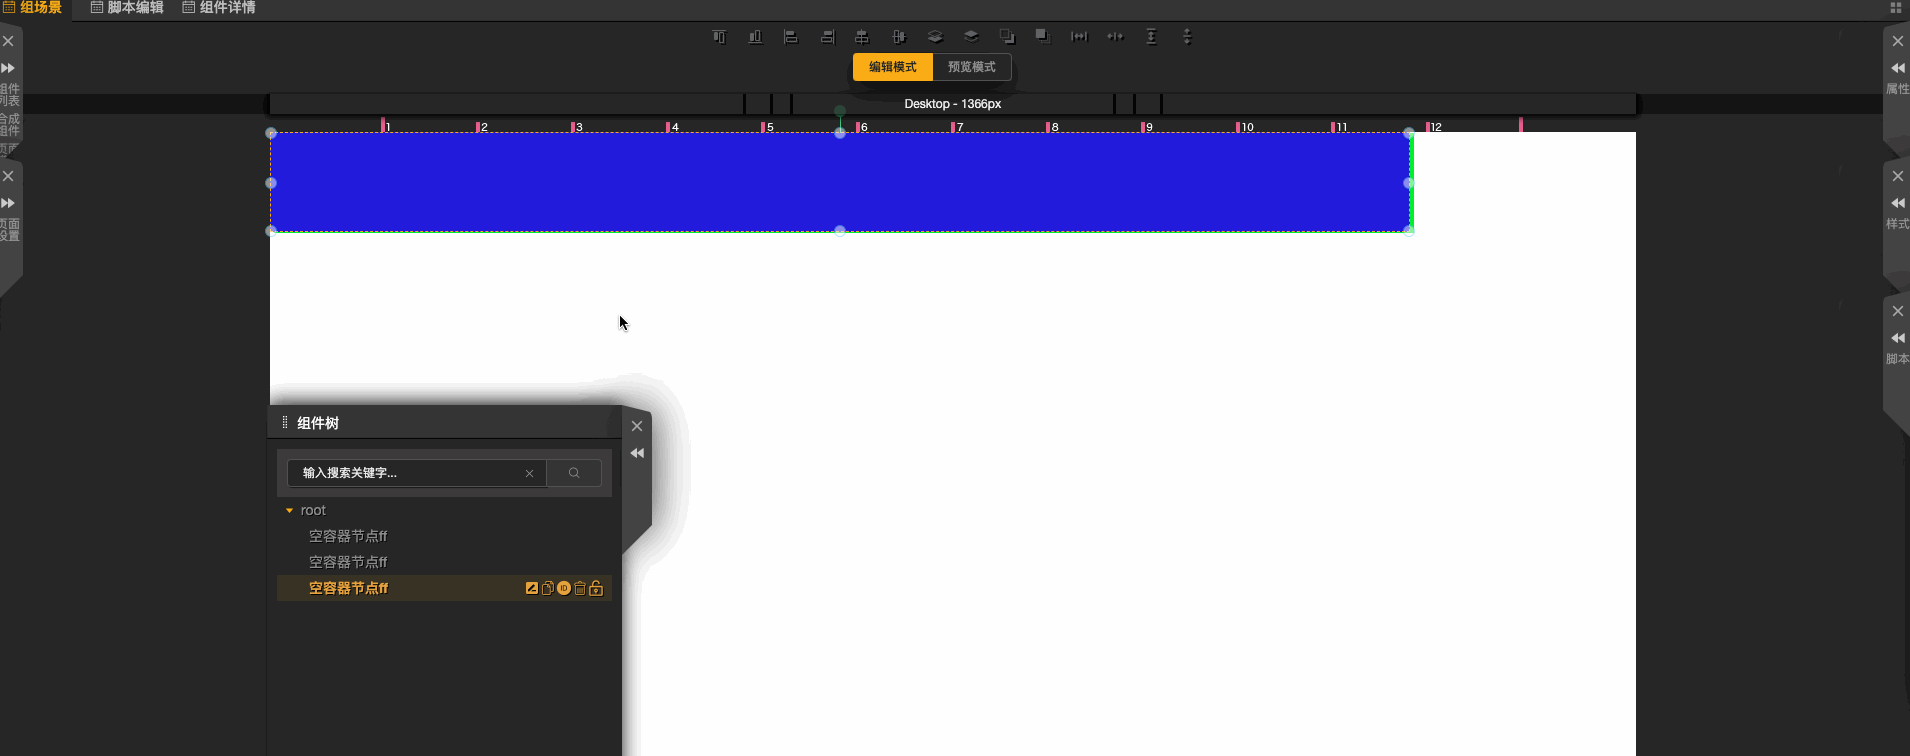 组场景 脚本编辑 组件详情
编辑模式 预览模式
Desktop - 1366px
1 2 3 4 5 6 7 8 9 10 11 12
组件
列表
合成
组件
页面
页面
设置
属性
样式
脚本
组件树
输入搜索关键字...
root
空容器节点ff
空容器节点ff
空容器节点ff
ID